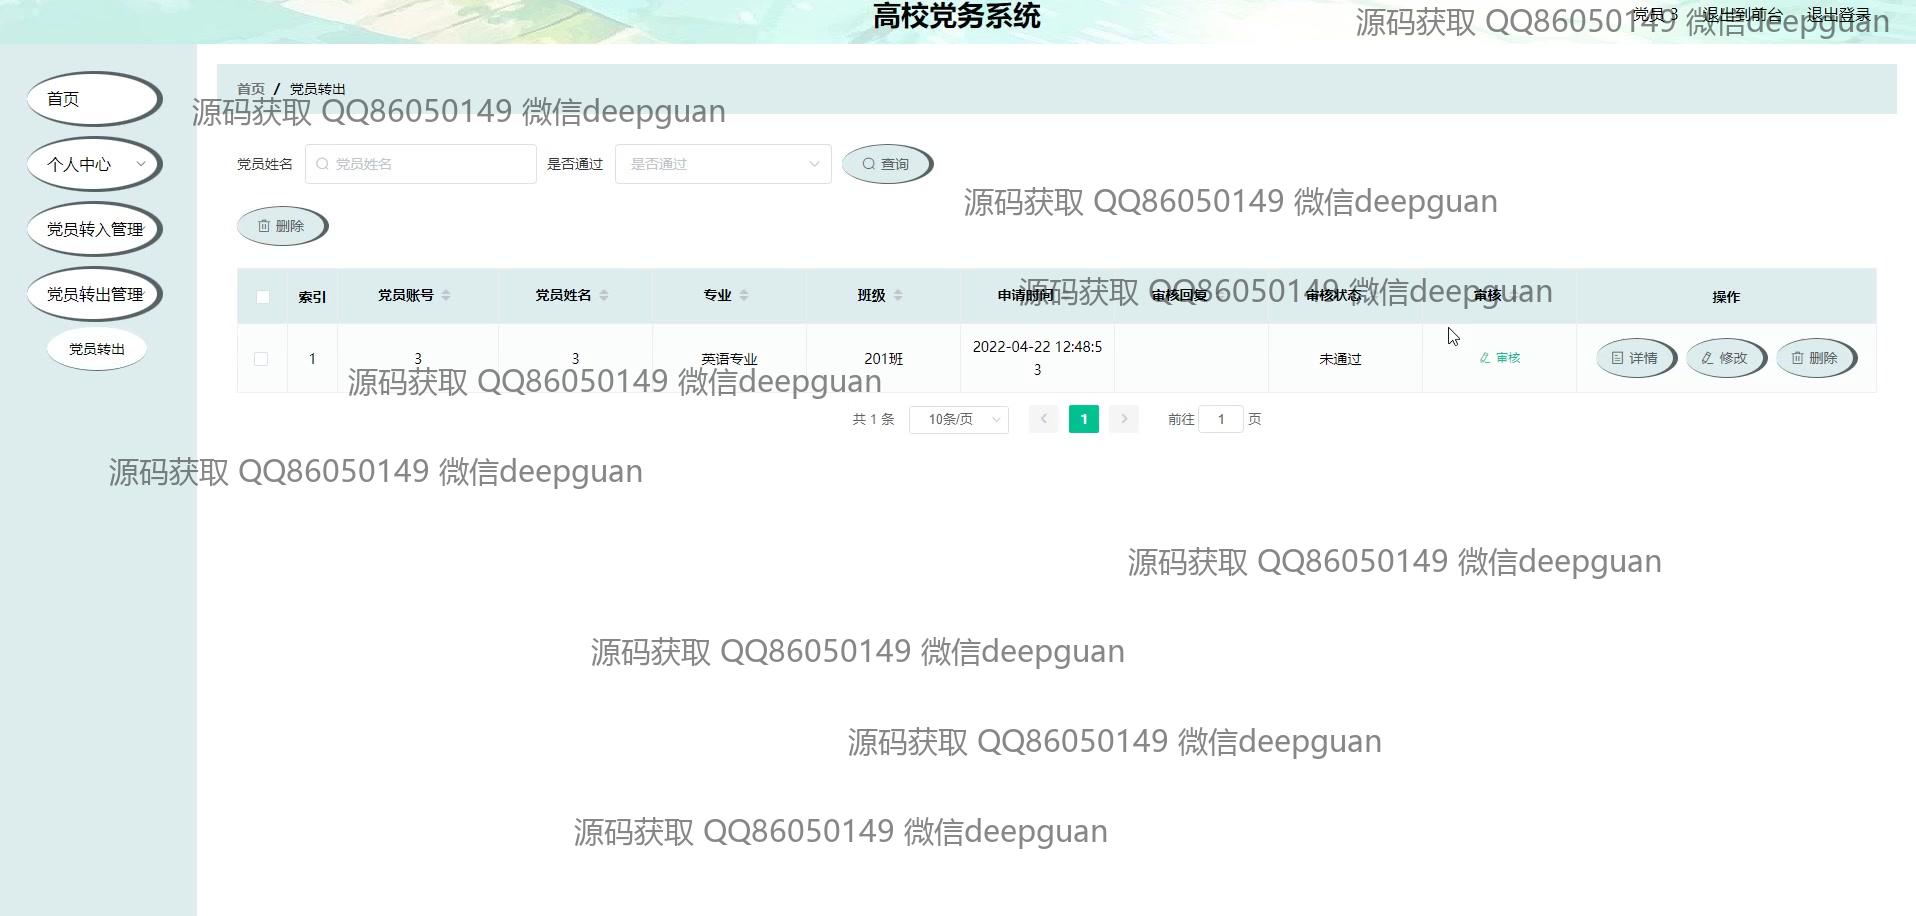 高校党务系统
党员 3 退出到前台 退出登录
源码获取 QQ86050149 微信deepguan
首页
个人中心
党员转入管理
党员转出管理
党员转出
首页 / 党员转出
源码获取 QQ86050149 微信deepguan
党员姓名 党员姓名 是否通过 是否通过 查询
源码获取 QQ86050149 微信deepguan
删除
索引 党员账号 党员姓名 专业 班级 申请时间 审核回复 审核状态 审核 操作
源码获取 QQ86050149 微信deepguan
1 3 3 英语专业 201班 2022-04-22 12:48:5
3 未通过 审核 详情 修改 删除
源码获取 QQ86050149 微信deepguan
共 1 条 10条/页 1 前往 1 页
源码获取 QQ86050149 微信deepguan
源码获取 QQ86050149 微信deepguan
源码获取 QQ86050149 微信deepguan
源码获取 QQ86050149 微信deepguan
源码获取 QQ86050149 微信deepguan